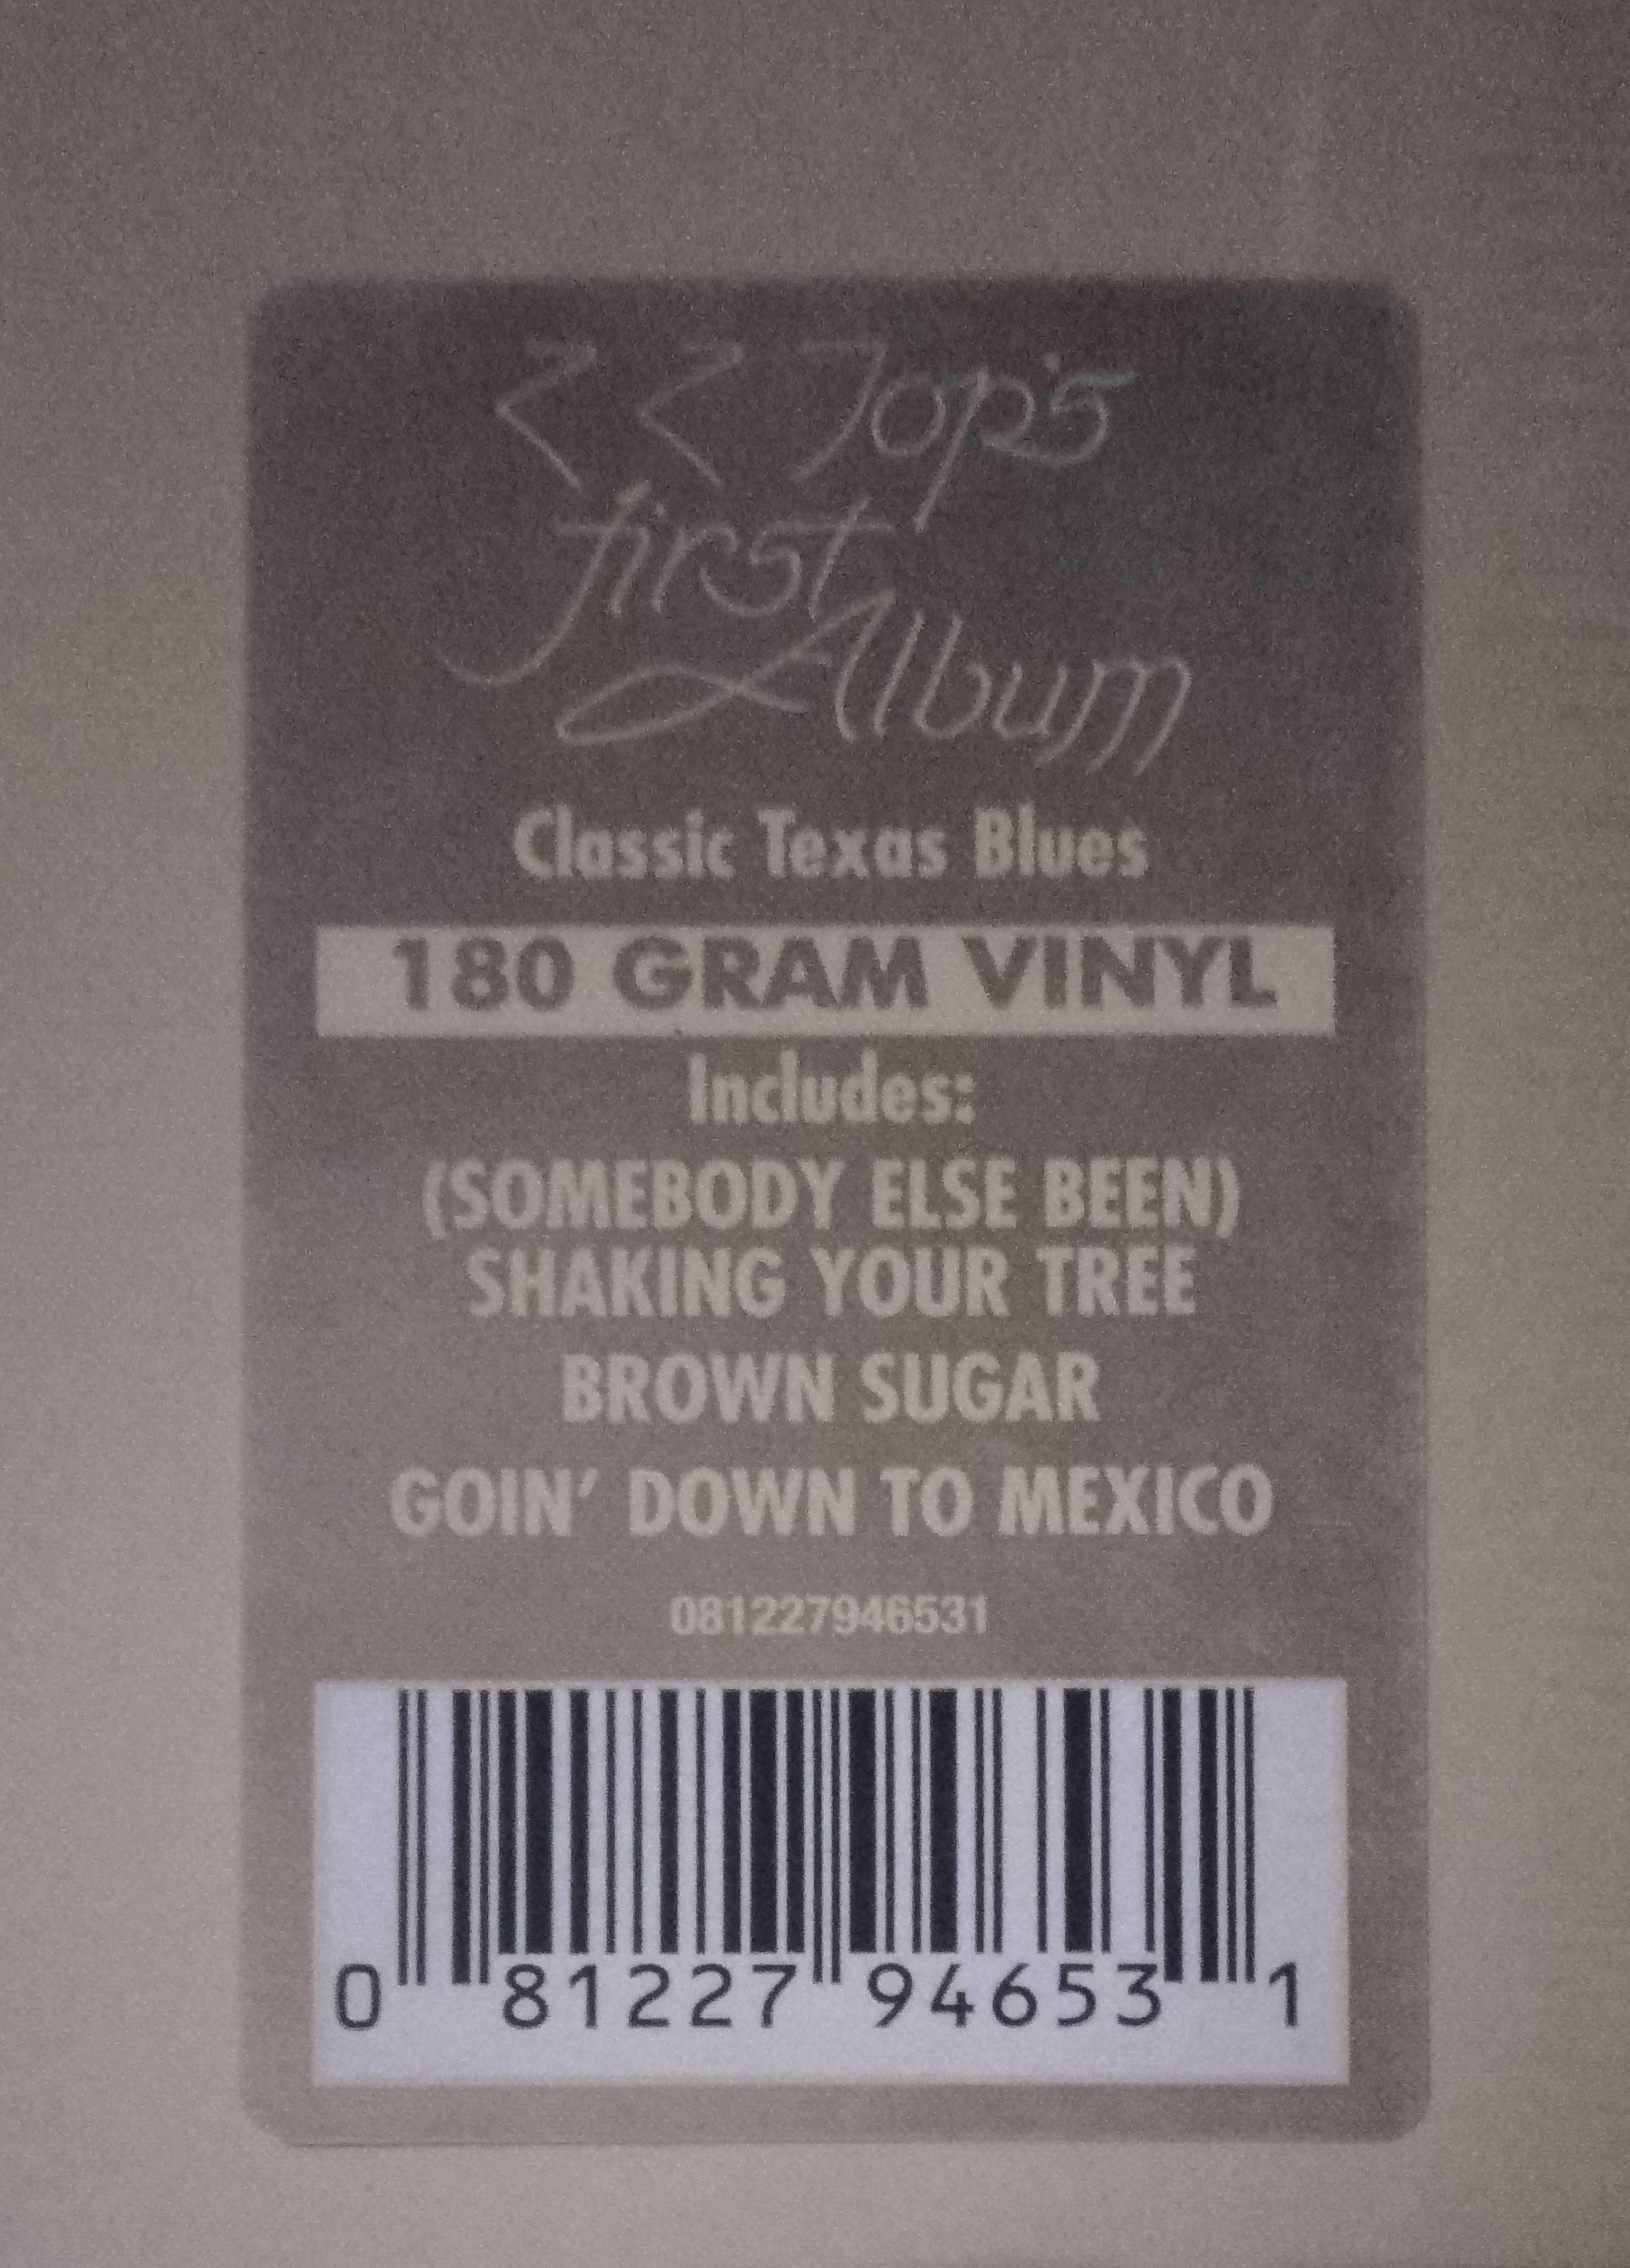 ZZ Top's
first
Album
Classic Texas Blues
180 GRAM VINYL
Includes:
(SOMEBODY ELSE BEEN)
SHAKING YOUR TREE
BROWN SUGAR
GOIN' DOWN TO MEXICO
081227946531
0 81227 94653 1